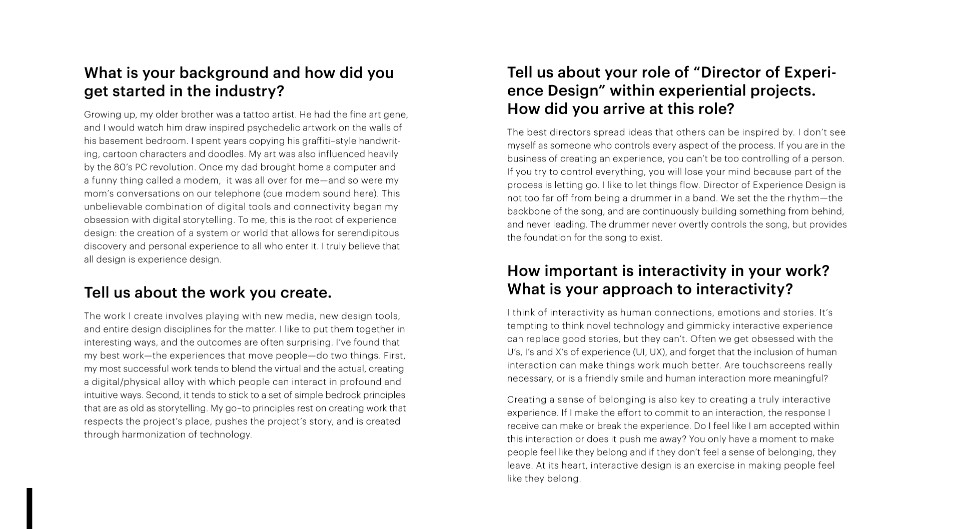 What is your background and how did you
get started in the industry?
Growing up, my older brother was a tattoo artist. He had the fine art gene,
and I would watch him draw inspired psychedelic artwork on the walls of
his basement bedroom. I spent years copying his graffiti-style handwrit-
ing, cartoon characters and doodles. My art was also influenced heavily
by the 80's PC revolution. Once my dad brought home a computer and
a funny thing called a modem, it was all over for me—and so were my
mom's conversations on our telephone (cue modem sound here). This
unbelievable combination of digital tools and connectivity began my
obsession with digital storytelling. To me, this is the root of experience
design: the creation of a system or world that allows for serendipitous
discovery and personal experience to all who enter it. I truly believe that
all design is experience design.
Tell us about the work you create.
The work I create involves playing with new media, new design tools,
and entire design disciplines for the matter. I like to put them together in
interesting ways, and the outcomes are often surprising. I've found that
my best work—the experiences that move people—do two things. First,
my most successful work tends to blend the virtual and the actual, creating
a digital/physical alloy with which people can interact in profound and
intuitive ways. Second, it tends to stick to a set of simple bedrock principles
that are as old as storytelling. My go-to principles rest on creating work that
respects the project's place, pushes the project's story, and is created
through harmonization of technology.
Tell us about your role of “Director of Experi-
ence Design” within experiential projects.
How did you arrive at this role?
The best directors spread ideas that others can be inspired by. I don't see
myself as someone who controls every aspect of the process. If you are in the
business of creating an experience, you can't be too controlling of a person.
If you try to control everything, you will lose your mind because part of the
process is letting go. I like to let things flow. Director of Experience Design is
not too far off from being a drummer in a band. We set the the rhythm—the
backbone of the song, and are continuously building something from behind,
and never leading. The drummer never overtly controls the song, but provides
the foundation for the song to exist.
How important is interactivity in your work?
What is your approach to interactivity?
I think of interactivity as human connections, emotions and stories. It's
tempting to think novel technology and gimmicky interactive experience
can replace good stories, but they can't. Often we get obsessed with the
U's, I's and X's of experience (UI, UX), and forget that the inclusion of human
interaction can make things work much better. Are touchscreens really
necessary, or is a friendly smile and human interaction more meaningful?
Creating a sense of belonging is also key to creating a truly interactive
experience. If I make the effort to commit to an interaction, the response I
receive can make or break the experience. Do I feel like I am accepted within
this interaction or does it push me away? You only have a moment to make
people feel like they belong and if they don't feel a sense of belonging, they
leave. At its heart, interactive design is an exercise in making people feel
like they belong.